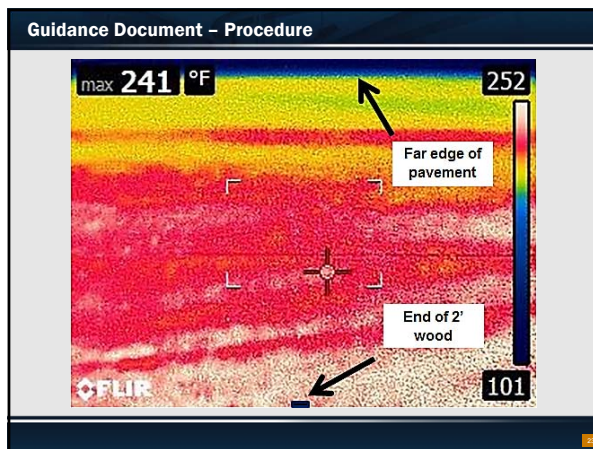 Guidance Document – Procedure
max 241 °F
252
Far edge of
pavement
End of 2'
wood
FLIR
101